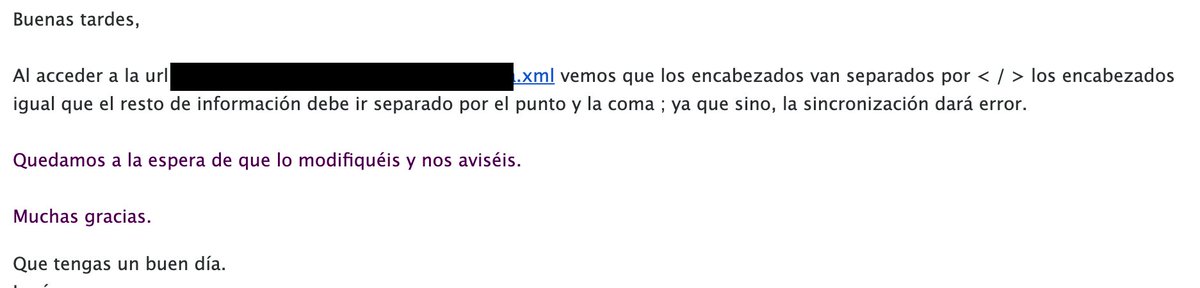 Buenas tardes,
Al acceder a la url .xml vemos que los encabezados van separados por < / > los encabezados
igual que el resto de información debe ir separado por el punto y la coma ; ya que sino, la sincronización dará error.
Quedamos a la espera de que lo modifiquéis y nos aviséis.
Muchas gracias.
Que tengas un buen día.